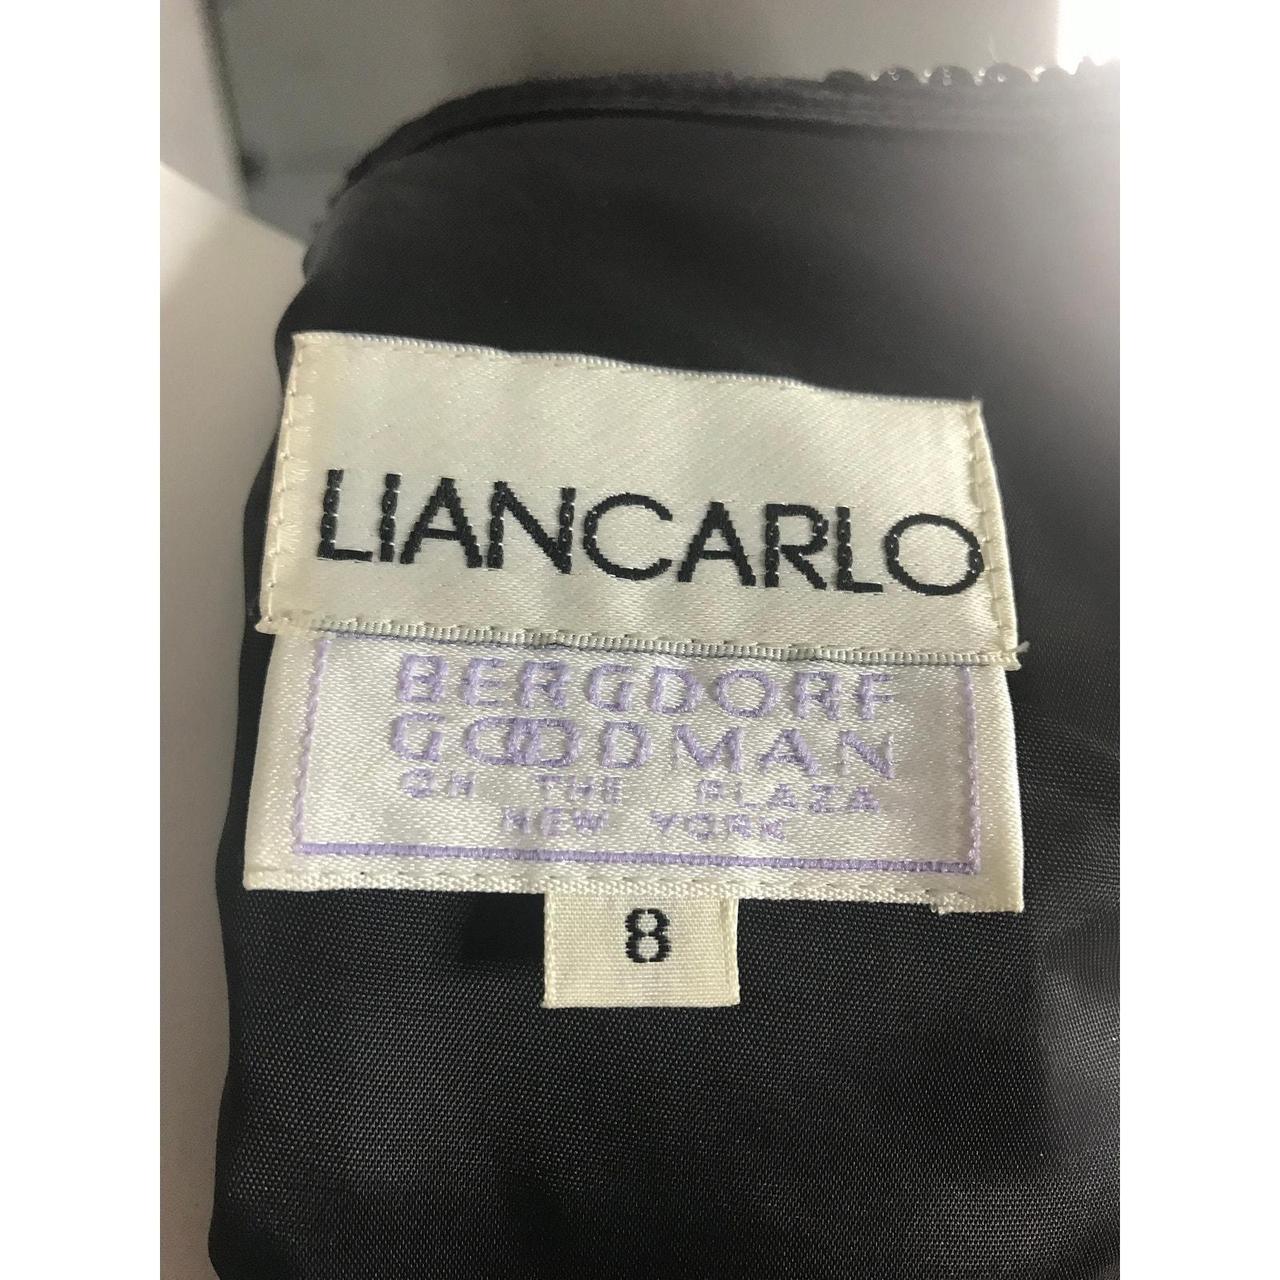 LIANCARLO
BERGDORF
GOODMAN
ON THE PLAZA
NEW YORK
8